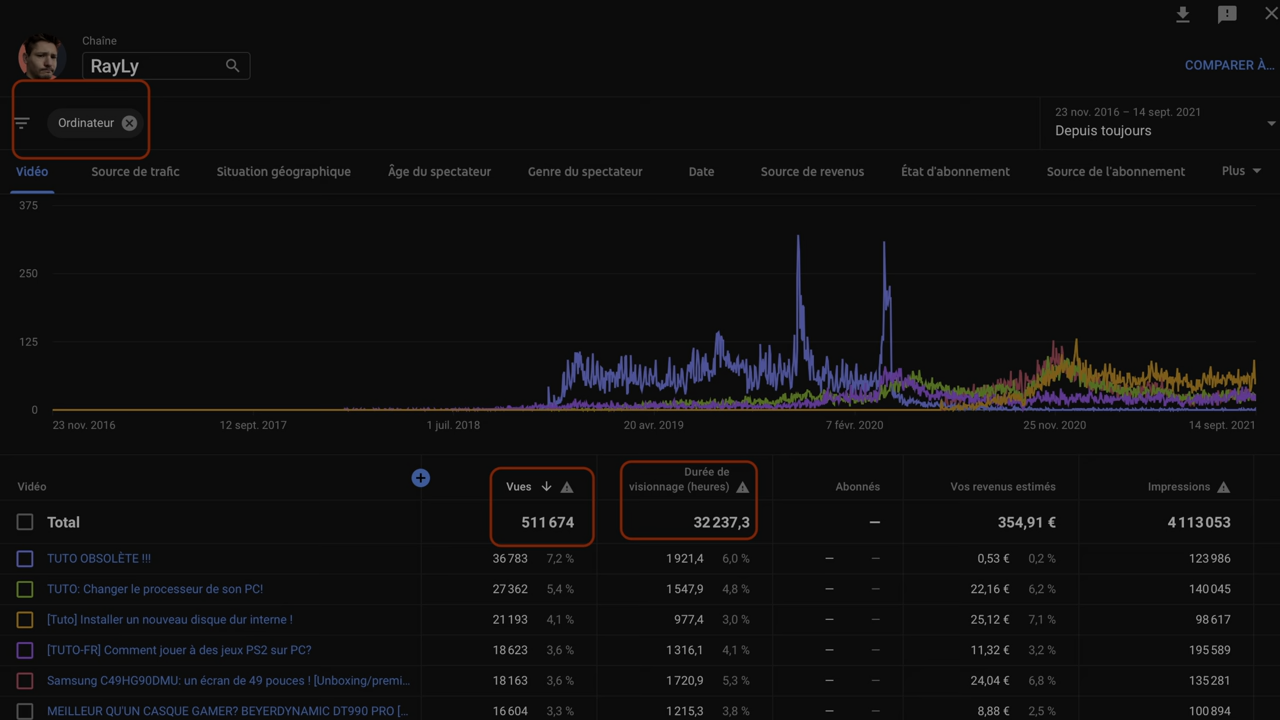 Chaîne
RayLy
COMPARER À...
Ordinateur
23 nov. 2016 – 14 sept. 2021
Depuis toujours
Vidéo Source de trafic Situation géographique Âge du spectateur Genre du spectateur Date Source de revenus État d'abonnement Source de l'abonnement Plus
375
250
125
0
23 nov. 2016 12 sept. 2017 1 juil. 2018 20 avr. 2019 7 févr. 2020 25 nov. 2020 14 sept. 2021
Vidéo Vues Durée de visionnage (heures) Abonnés Vos revenus estimés Impressions
Total 511 674 32 237,3 — 354,91 € 4 113 053
TUTO OBSOLÈTE !!! 36 783 7,2 % 1 921,4 6,0 % — — 0,53 € 0,2 % 123 986
TUTO: Changer le processeur de son PC! 27 362 5,4 % 1 547,9 4,8 % — — 22,16 € 6,2 % 140 045
[Tuto] Installer un nouveau disque dur interne ! 21 193 4,1 % 977,4 3,0 % — — 25,12 € 7,1 % 98 617
[TUTO-FR] Comment jouer à des jeux PS2 sur PC? 18 623 3,6 % 1 316,1 4,1 % — — 11,32 € 3,2 % 195 589
Samsung C49HG90DMU: un écran de 49 pouces ! [Unboxing/premi... 18 163 3,6 % 1 720,9 5,3 % — — 24,04 € 6,8 % 135 281
MEILLEUR QU'UN CASQUE GAMER? BEYERDYNAMIC DT990 PRO [... 16 604 3,3 % 1 215,3 3,8 % — — 8,88 € 2,5 % 100 894